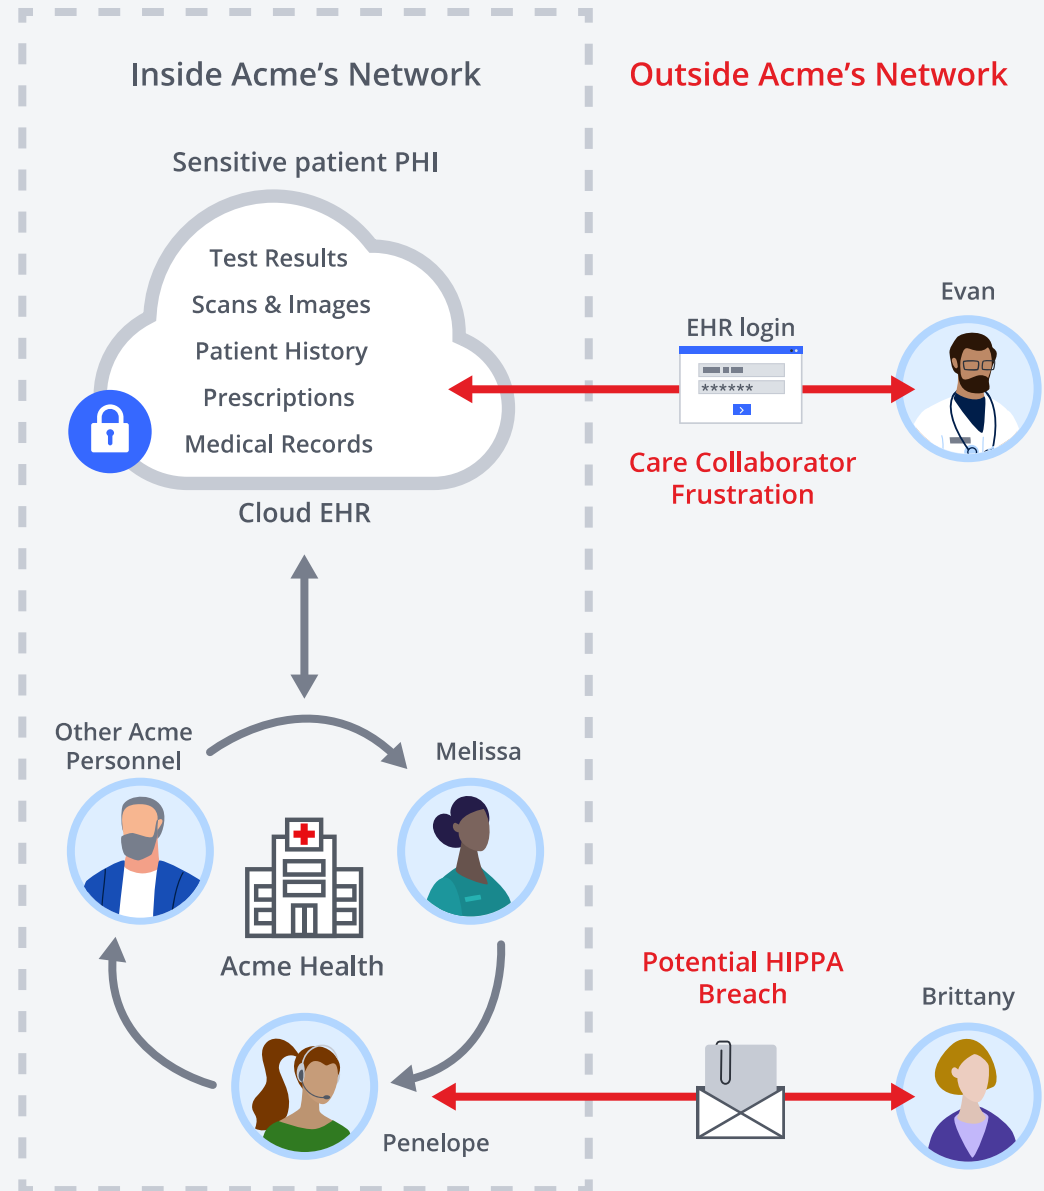 Inside Acme's Network
Outside Acme's Network
Sensitive patient PHI
Test Results
Scans & Images
Patient History
Prescriptions
Medical Records
Cloud EHR
Evan
EHR login
******
Care Collaborator
Frustration
Other Acme
Personnel
Melissa
Acme Health
Penelope
Potential HIPPA
Breach
Brittany